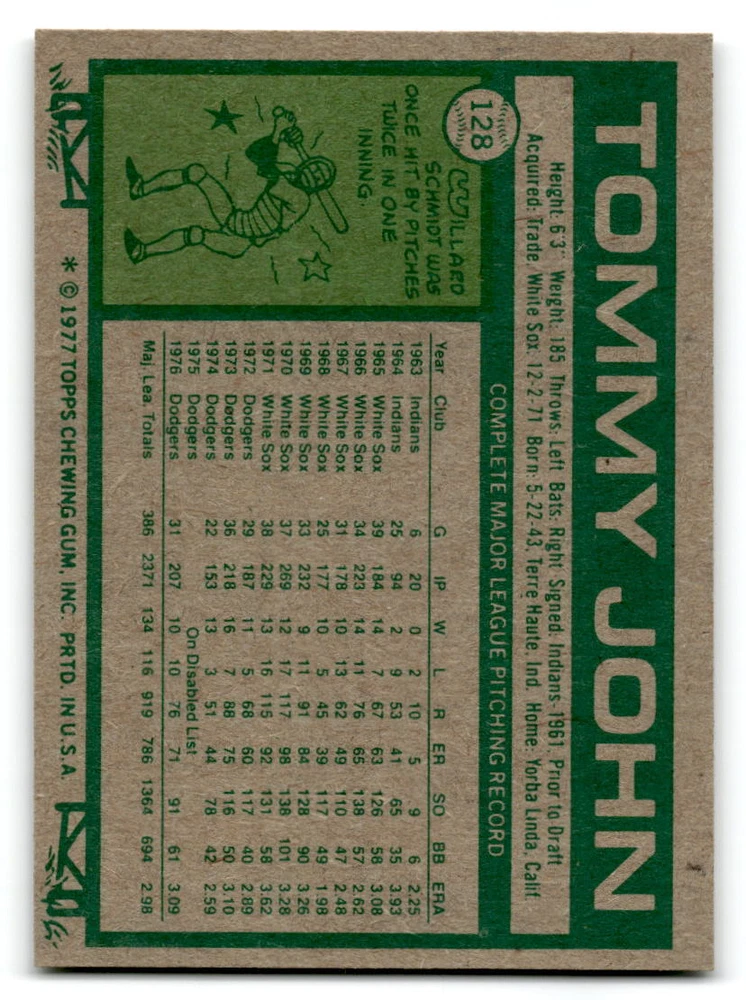 TOMMY JOHN
128
Height: 6'3" Weight: 185 Throws: Left Bats: Right Signed: Indians-1961, Prior to Draft
Acquired: Trade, White Sox, 12-2-71 Born: 5-22-43, Terre Haute, Ind. Home: Yorba Linda, Calif
WILLARD
SCHMIDT WAS
ONCE HIT BY PITCHES
TWICE IN ONE
INNING.
COMPLETE MAJOR LEAGUE PITCHING RECORD
Year Club G IP W L R ER SO BB ERA
1963 Indians 6 20 0 2 10 5 9 6 2.25
1964 Indians 25 94 2 9 53 41 65 35 3.93
1965 White Sox 39 184 14 7 67 63 126 58 3.08
1966 White Sox 34 223 14 11 76 65 138 57 2.62
1967 White Sox 31 178 10 13 62 49 110 47 2.48
1968 White Sox 25 177 10 5 45 39 117 49 1.98
1969 White Sox 33 232 9 11 91 84 128 90 3.26
1970 White Sox 37 269 12 17 117 98 138 101 3.28
1971 White Sox 38 229 13 16 115 92 131 58 3.62
1972 Dodgers 29 187 11 5 68 60 117 40 2.89
1973 Dodgers 36 218 16 7 88 75 116 50 3.10
1974 Dodgers 22 153 13 3 51 44 78 42 2.59
1975 Dodgers On Disabled List
1976 Dodgers 31 207 10 10 76 71 91 61 3.09
Maj. Lea. Totals 386 2371 134 116 919 786 1364 694 2.98
* © 1977 TOPPS CHEWING GUM, INC. PRTD. IN U.S.A.